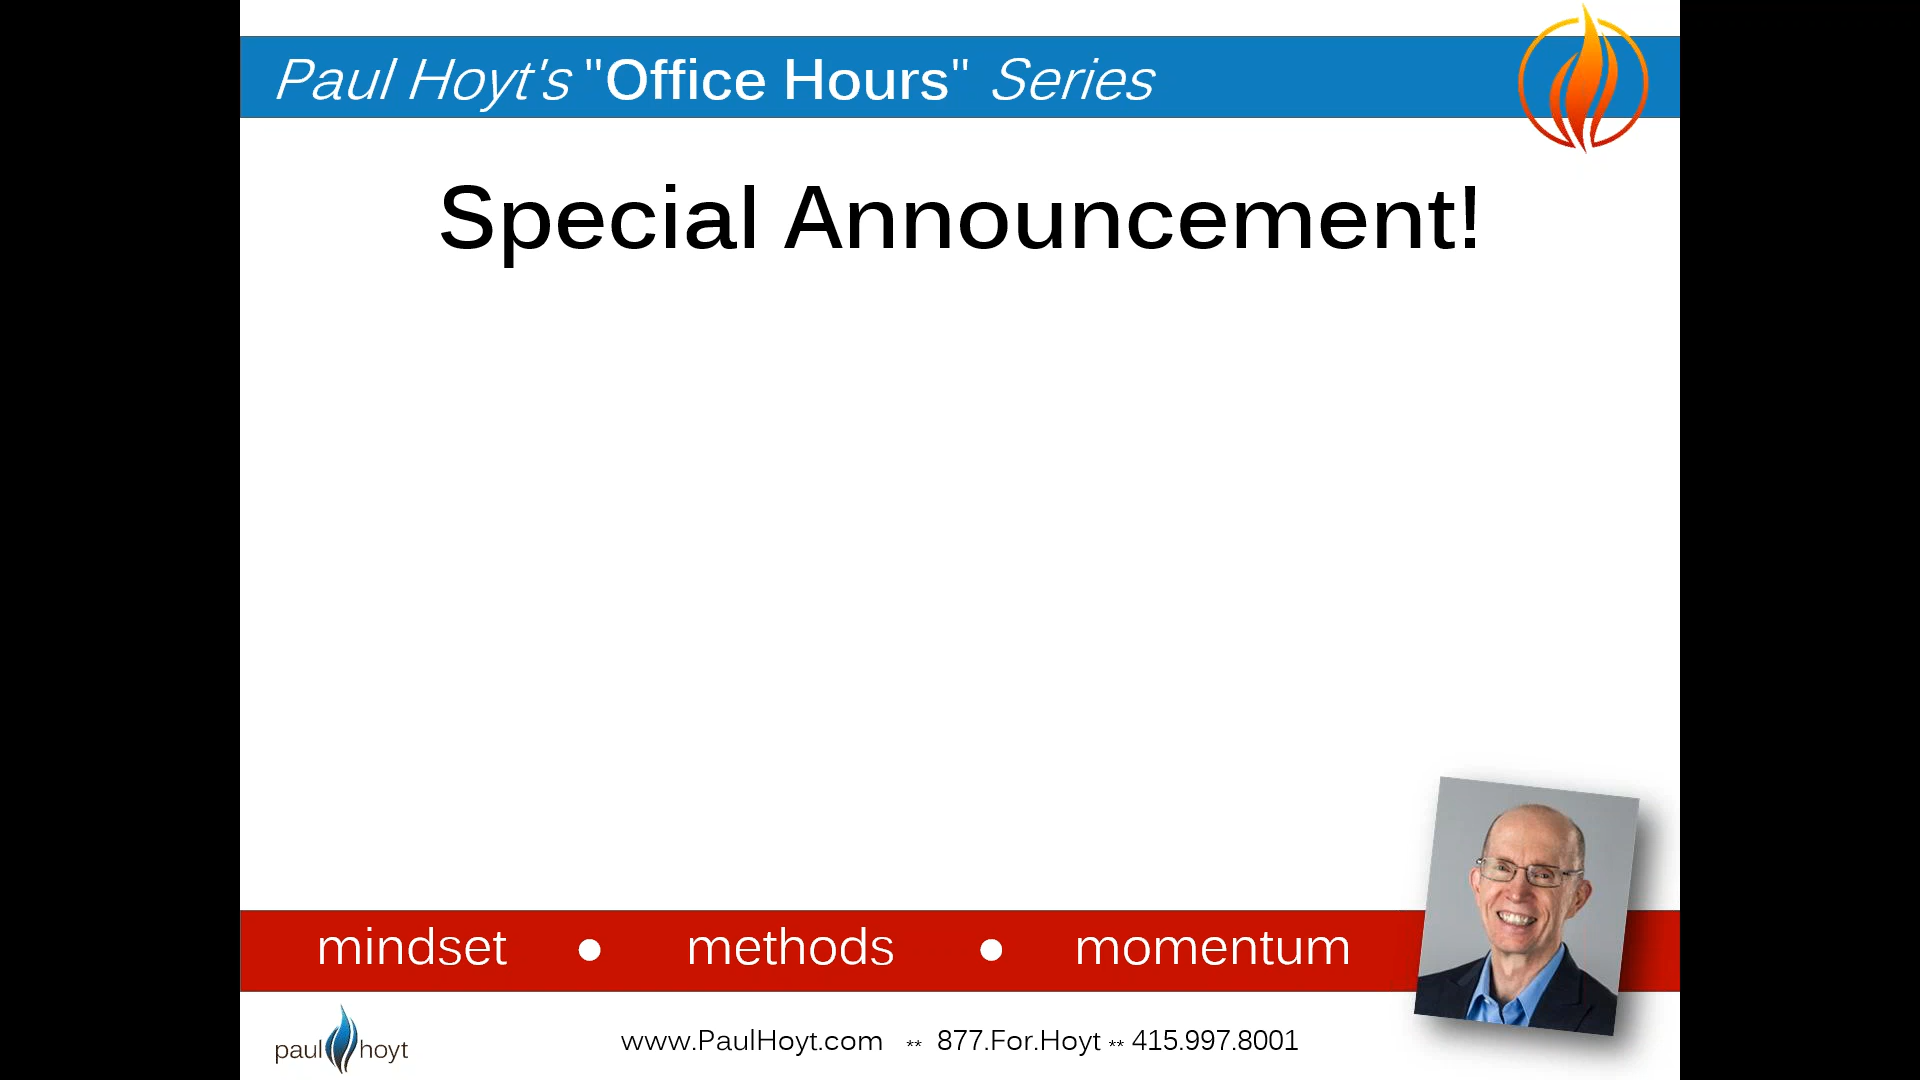 Paul Hoyt's "Office Hours" Series
Special Announcement!
mindset • methods • momentum
paul hoyt
www.PaulHoyt.com ** 877.For.Hoyt ** 415.997.8001